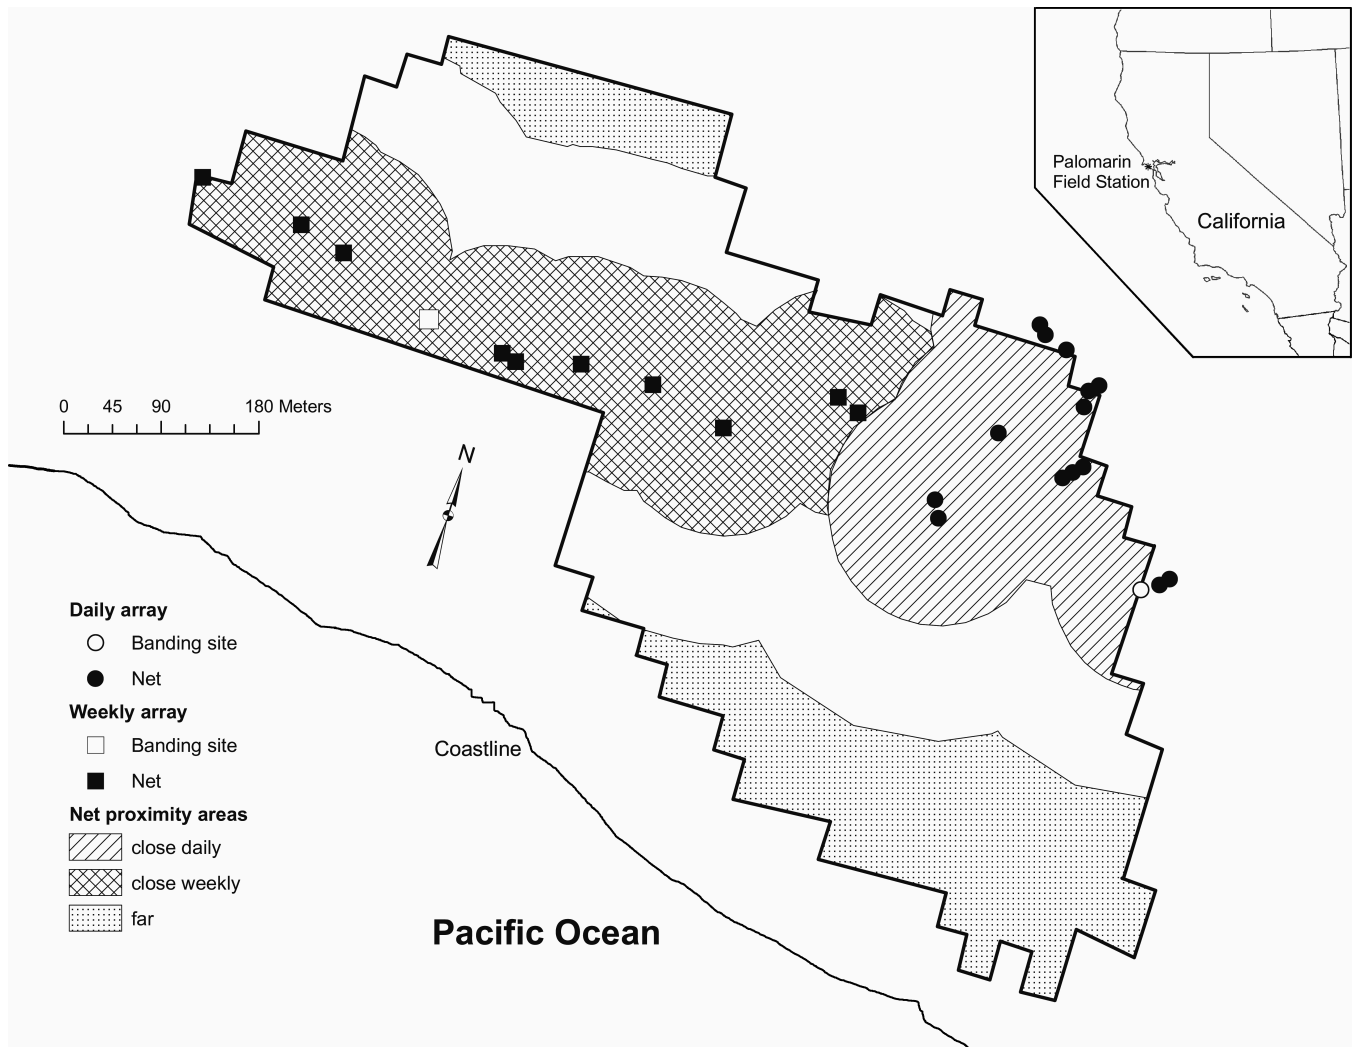 Palomarin
Field Station
California
0 45 90 180 Meters
N
Daily array
Banding site
Net
Weekly array
Banding site
Net
Net proximity areas
close daily
close weekly
far
Coastline
Pacific Ocean